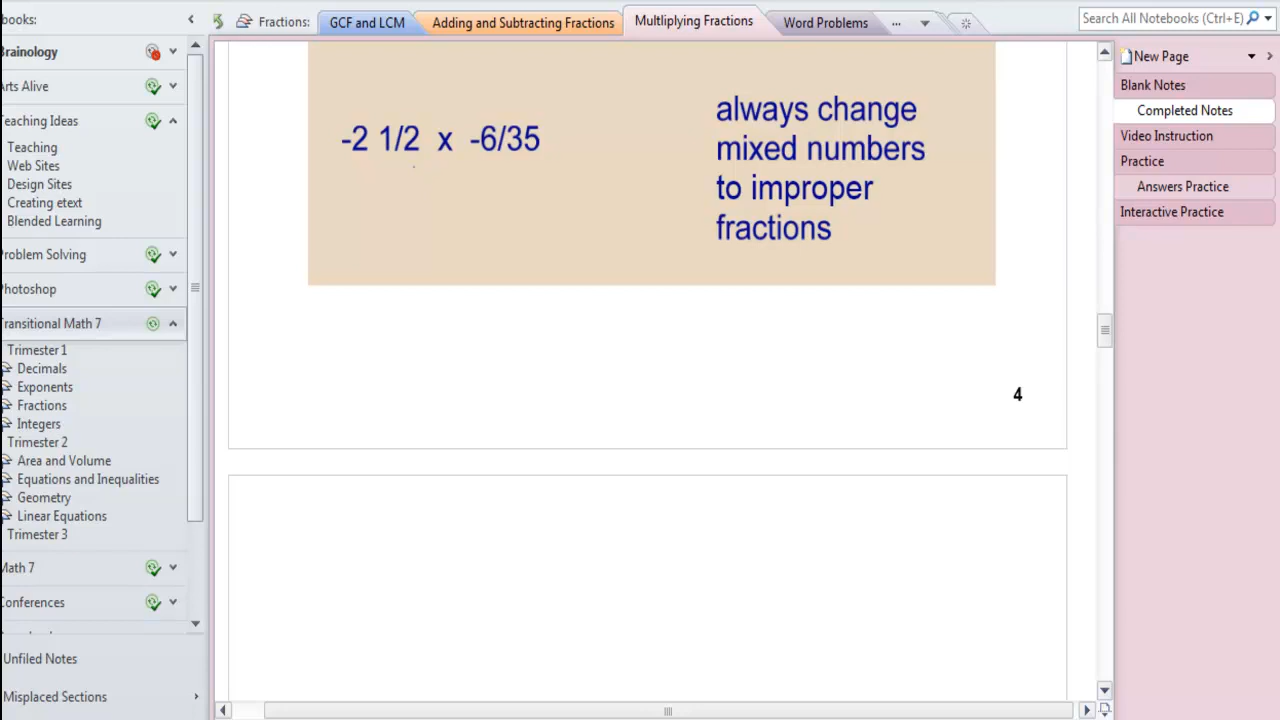 ooks:
Fractions:
GCF and LCM
Adding and Subtracting Fractions
Multliplying Fractions
Word Problems
...
Search All Notebooks (Ctrl+E)
Brainology
Arts Alive
Teaching Ideas
Teaching
Web Sites
Design Sites
Creating etext
Blended Learning
Problem Solving
Photoshop
Transitional Math 7
Trimester 1
Decimals
Exponents
Fractions
Integers
Trimester 2
Area and Volume
Equations and Inequalities
Geometry
Linear Equations
Trimester 3
Math 7
Conferences
Unfiled Notes
Misplaced Sections
-2 1/2 x -6/35
always change
mixed numbers
to improper
fractions
4
New Page
Blank Notes
Completed Notes
Video Instruction
Practice
Answers Practice
Interactive Practice